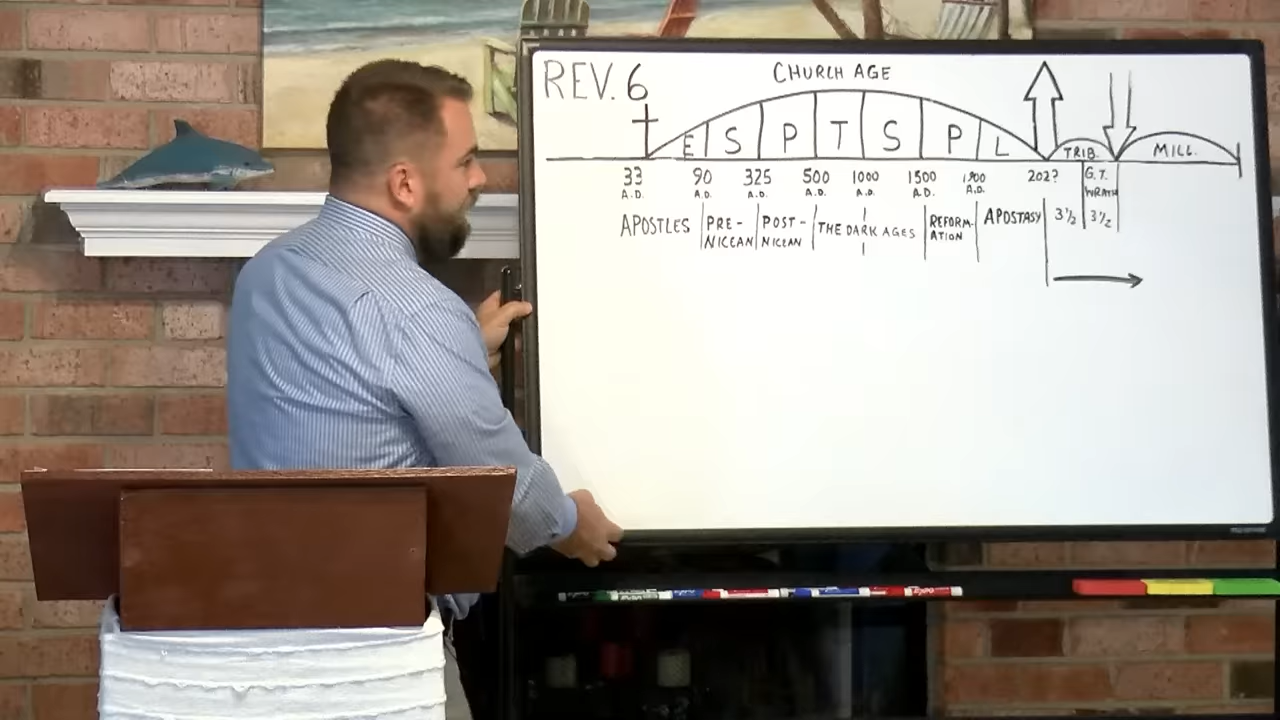 REV. 6
CHURCH AGE
E S P T S P L TRIB. MILL.
33 90 325 500 1000 1500 1900 202? G.T.
A.D. A.D. A.D. A.D. A.D. A.D. A.D. WRATH
APOSTLES PRE- POST- THE DARK AGES REFORM- APOSTASY 3½ 3½
NICEAN NICEAN ATION